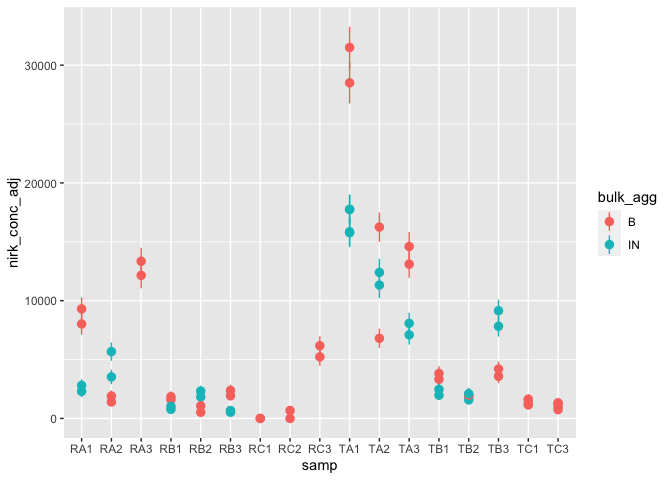 30000
20000
10000
0
nirk_conc_adj
RA1 RA2 RA3 RB1 RB2 RB3 RC1 RC2 RC3 TA1 TA2 TA3 TB1 TB2 TB3 TC1 TC3
samp
bulk_agg
B
IN